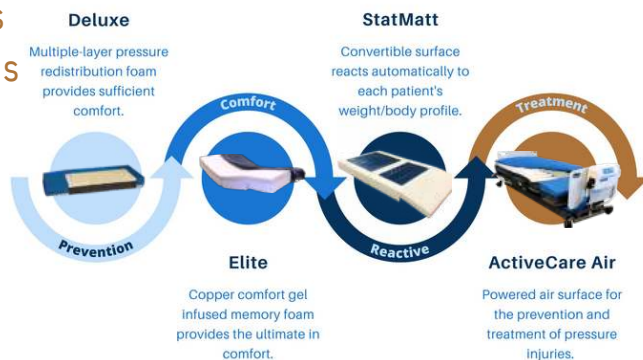 s
s
Deluxe
Multiple-layer pressure
redistribution foam
provides sufficient
comfort.
Prevention
Comfort
Elite
Copper comfort gel
infused memory foam
provides the ultimate in
comfort.
StatMatt
Convertible surface
reacts automatically to
each patient's
weight/body profile.
Reactive
Treatment
ActiveCare Air
Powered air surface for
the prevention and
treatment of pressure
injuries.